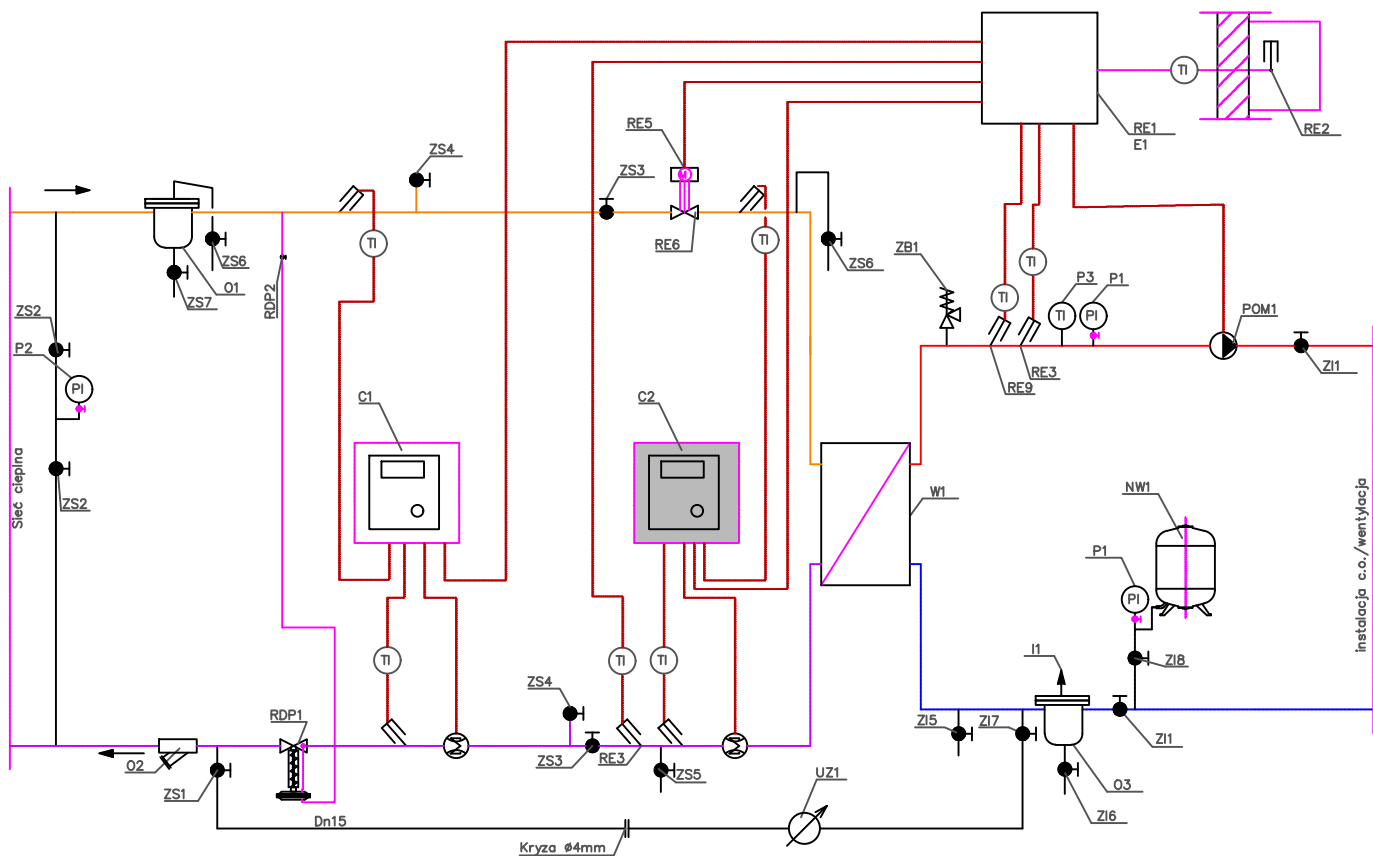 TI
RE1
E1
RE2
RE5
ZS4
ZS3
TI
RE6
TI
ZS6
O1
ZS7
RDP2
ZS6
ZB1
TI
TI
P3
P1
TI
PI
POM1
ZI1
RE3
RE9
ZS2
P2
PI
ZS2
Sieć cieplna
C1
C2
W1
NW1
P1
PI
instalacja c.o./wentylacja
ZI8
I1
TI
TI
TI
ZS4
RDP1
O2
ZS1
ZS3
RE3
ZS5
ZI5
ZI7
ZI1
O3
ZI6
UZ1
Dn15
Kryza Ø4mm
M